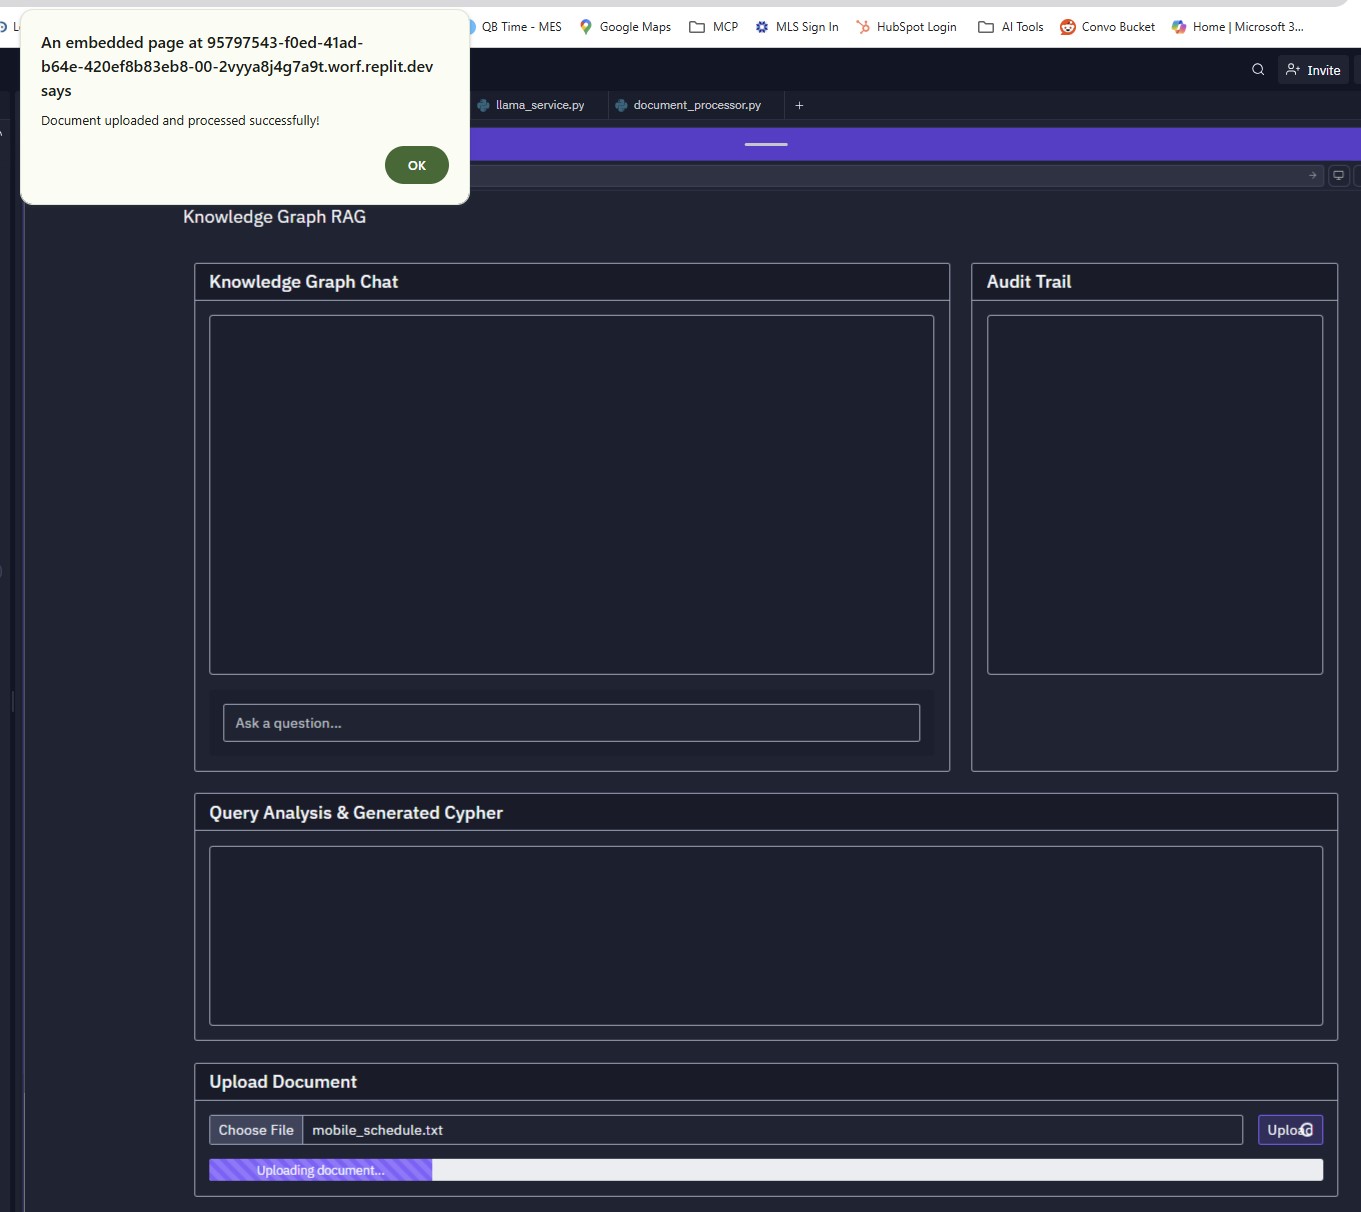 QB Time - MES
Google Maps
MCP
MLS Sign In
HubSpot Login
AI Tools
Convo Bucket
Home | Microsoft 3...
An embedded page at 95797543-f0ed-41ad-
b64e-420ef8b83eb8-00-2vyya8j4g7a9t.worf.replit.dev
says
Document uploaded and processed successfully!
OK
Invite
llama_service.py
document_processor.py
Knowledge Graph RAG
Knowledge Graph Chat
Audit Trail
Ask a question...
Query Analysis & Generated Cypher
Upload Document
Choose File
mobile_schedule.txt
Upload
Uploading document...